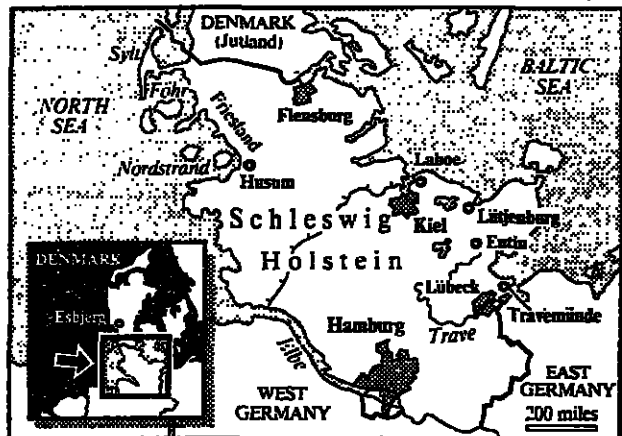 DENMARK
(Jutland)
Sylt
BALTIC
SEA
Föhr
NORTH
SEA
Friesland
Flensburg
Nordstrand
Husum
Laboe
Schleswig
Kiel
Lütjenburg
Eutin
Holstein
DENMARK
Esbjerg
Lübeck
Travemünde
Hamburg
Trave
Elbe
WEST
GERMANY
EAST
GERMANY
200 miles